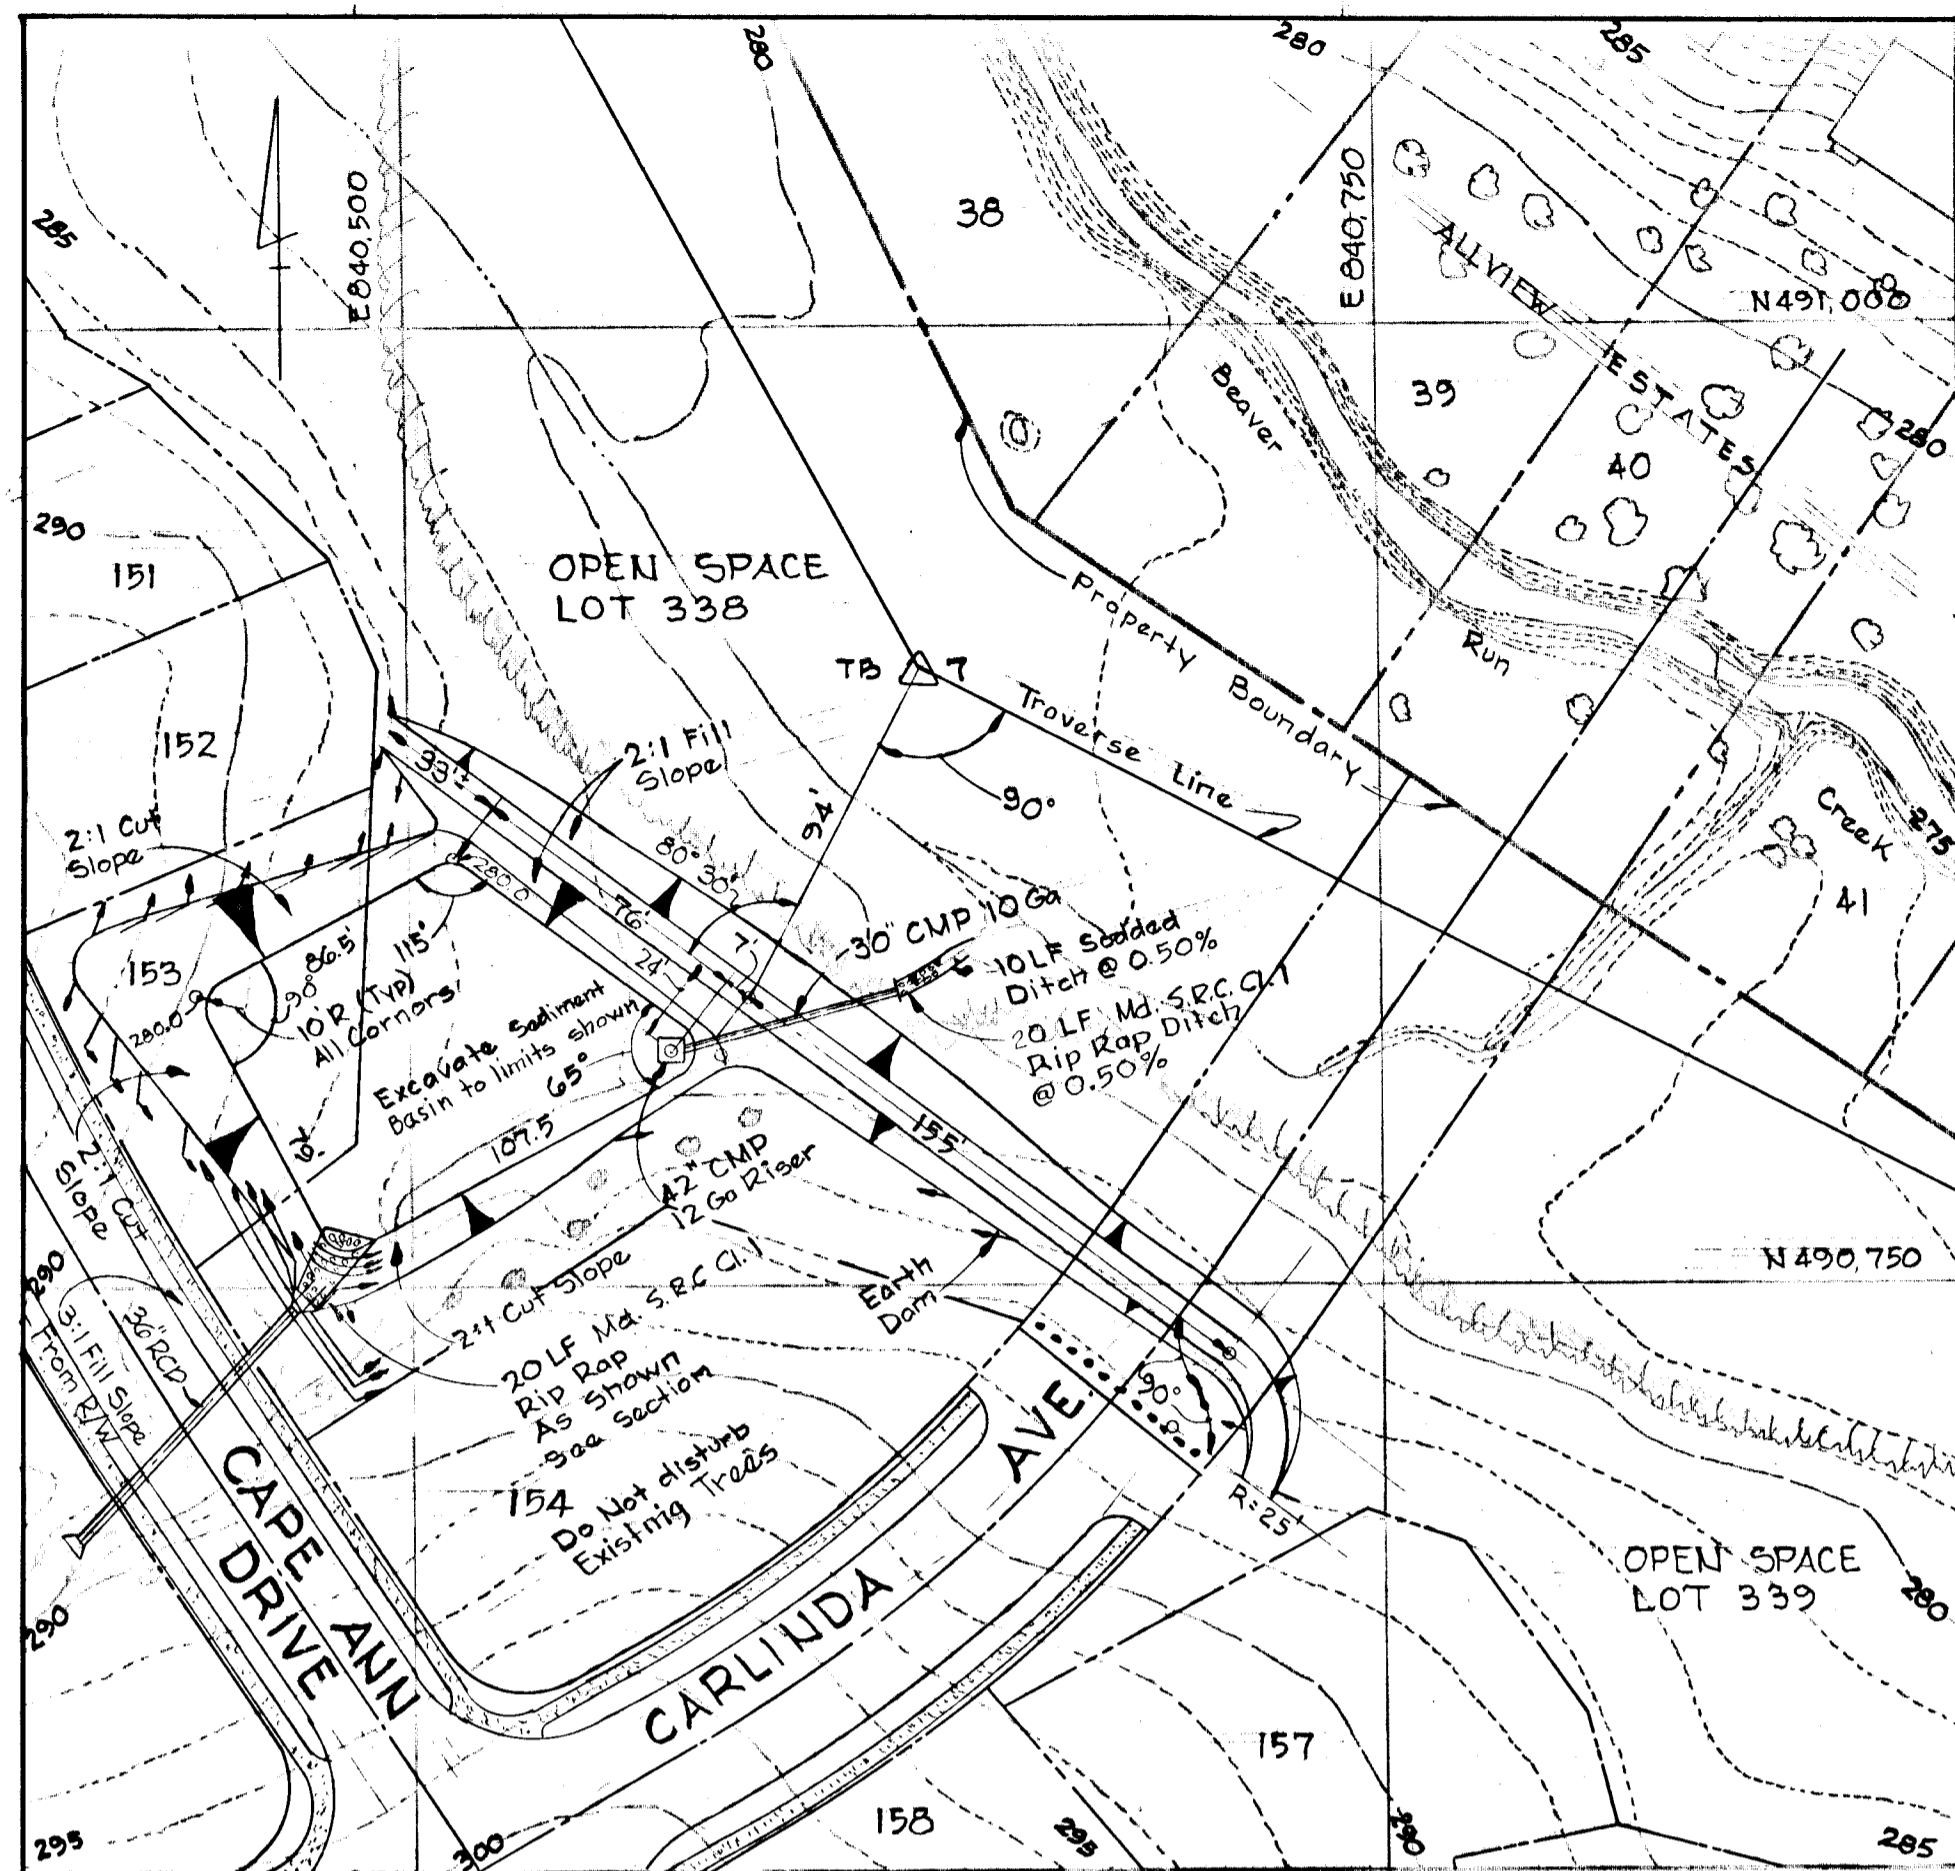 280
280
285
E 840,500
E 840,750
38
285
ALLVIEW ESTATES
N 491,000
Beaver
39
280
40
290
151
OPEN SPACE
LOT 338
Property Boundary
Run
TB 7
Traverse Line
152
2:1 Fill
Slope
33'±
90°
94'
Creek
275
2:1 Cut
Slope
80° 30'
280.0
41
76'
30" CMP 10 Ga
86.5'
115°
7'
24'
10 LF Sodded
Ditch @ 0.50%
153
90°
10' R (Typ)
All Cornors
280.0
20 LF Md. S.R.C. Cl. 1
Rip Rap Ditch
@ 0.50%
Excavate Sediment
Basin to limits shown
65°
107.5
79'
155'
2:1 Cut
Slope
42" CMP
12 Ga Riser
N 490,750
290
Earth
Dam
2:1 Cut Slope
3:1 Fill Slope
From R/W
36" RCP
20 LF Md. S.R.C Cl. 1
Rip Rap
As Shown
See Section
90°
154
Do Not disturb
Existnig Trees
R=25'
CAPE ANN
DRIVE
CARLINDA AVE.
OPEN SPACE
LOT 339
280
290
157
158
295
300
295
290
285